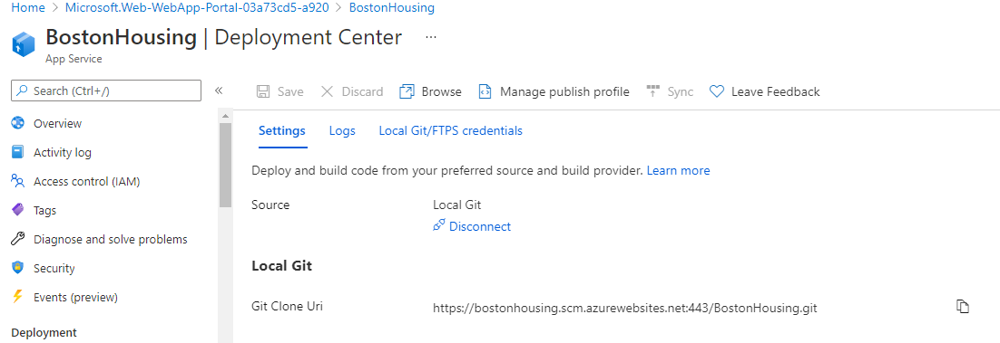 Home > Microsoft.Web-WebApp-Portal-03a73cd5-a920 > BostonHousing
BostonHousing | Deployment Center ...
App Service
Search (Ctrl+/) «
Save Discard Browse Manage publish profile Sync Leave Feedback
Overview
Activity log
Access control (IAM)
Tags
Diagnose and solve problems
Security
Events (preview)
Deployment
Settings Logs Local Git/FTPS credentials
Deploy and build code from your preferred source and build provider. Learn more
Source Local Git
Disconnect
Local Git
Git Clone Uri https://bostonhousing.scm.azurewebsites.net:443/BostonHousing.git